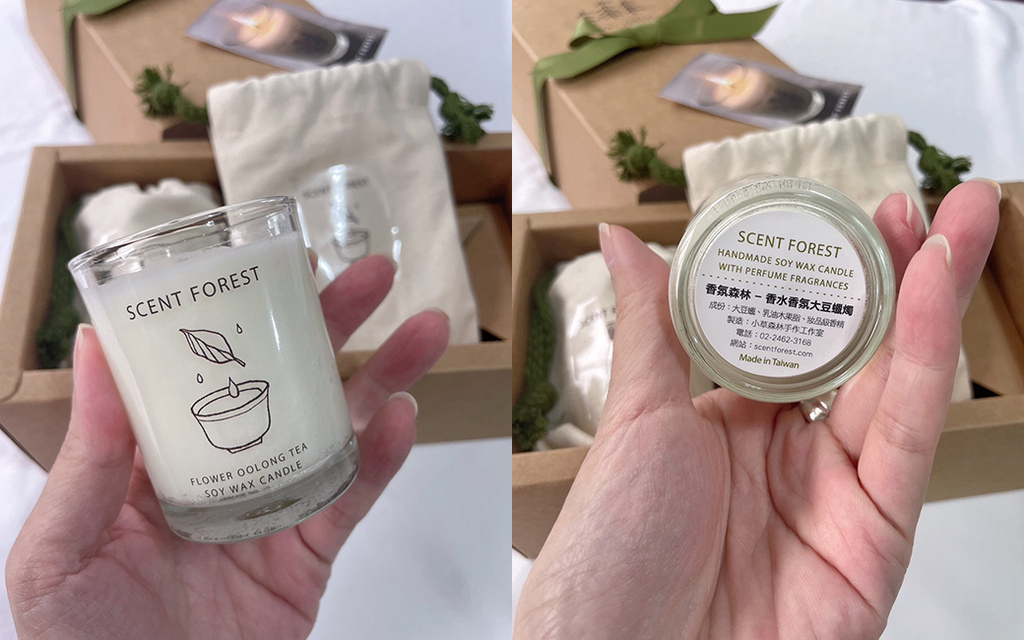 SCENT FOREST
SCENT FOREST
FLOWER OOLONG TEA
SOY WAX CANDLE
SCENT FOREST
HANDMADE SOY WAX CANDLE
WITH PERFUME FRAGRANCES
香氛森林 － 香水香氛大豆蠟燭
成份：大豆蠟、乳油木果脂、妝品級香精
製造：小草森林手作工作室
電話：02-2462-3168
網站：scentforest.com
Made in Taiwan